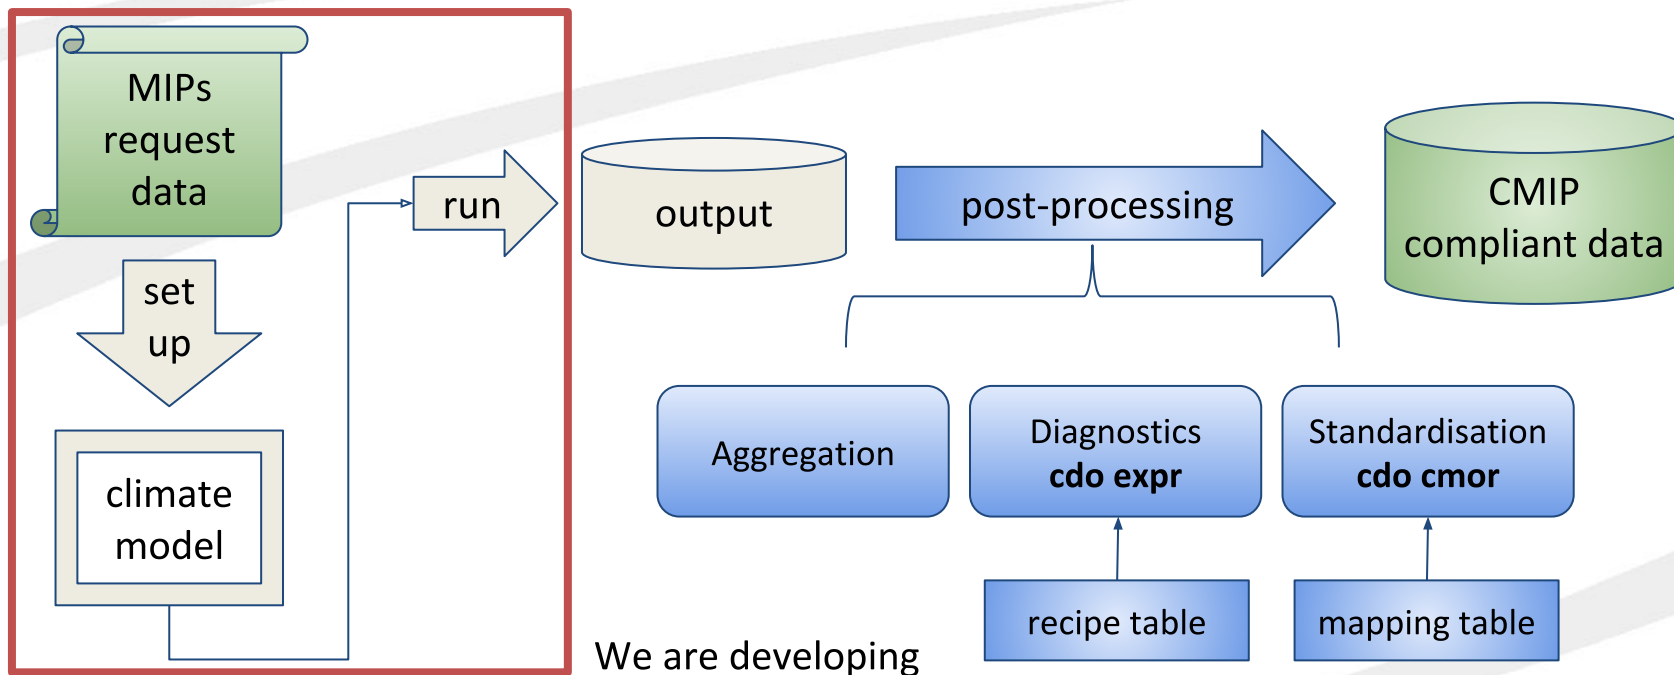 MIPs
request
data
set
up
climate
model
run
output
post-processing
CMIP
compliant data
Aggregation
Diagnostics
cdo expr
Standardisation
cdo cmor
recipe table
mapping table
We are developing